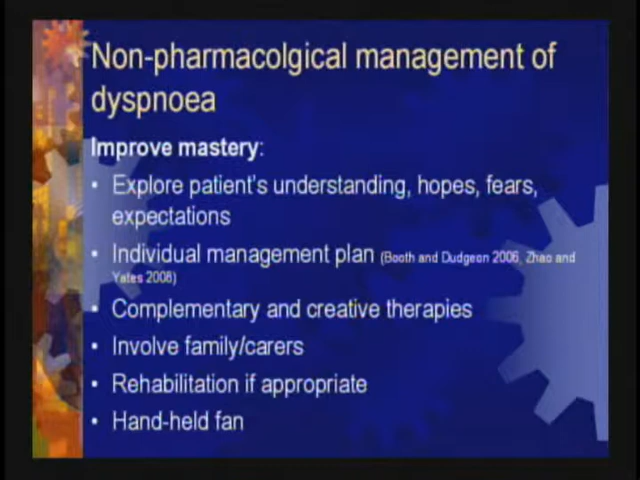 Non-pharmacolgical management of
dyspnoea
Improve mastery:
• Explore patient's understanding, hopes, fears,
expectations
• Individual management plan (Booth and Dudgeon 2006, Zhao and
Yates 2008)
• Complementary and creative therapies
• Involve family/carers
• Rehabilitation if appropriate
• Hand-held fan